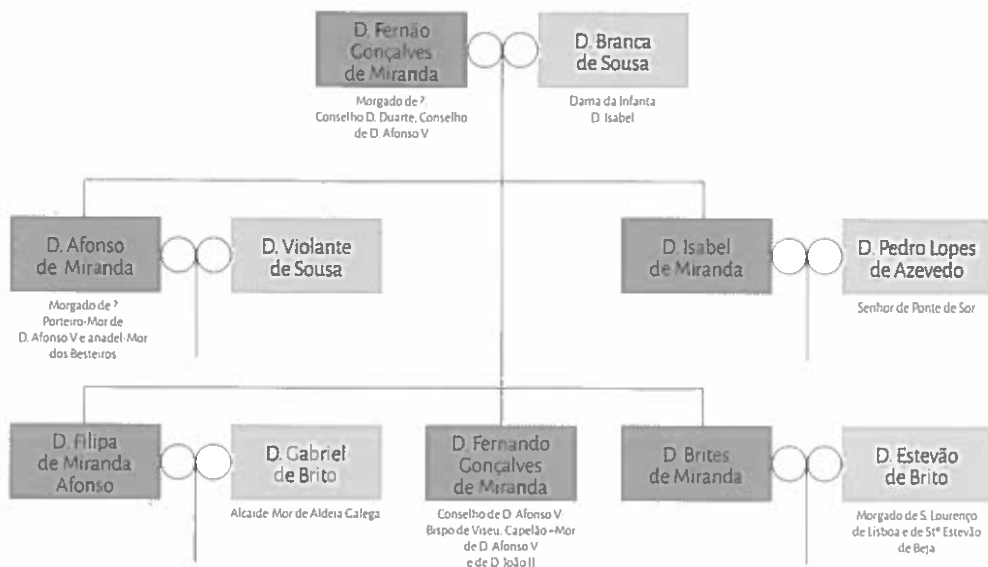 D. Fernão
Gonçalves
de Miranda
D. Branca
de Sousa
Morgado de ?,
Conselho D. Duarte, Conselho
de D. Afonso V
Dama da Infanta
D. Isabel
D. Afonso
de Miranda
D. Violante
de Sousa
D. Isabel
de Miranda
D. Pedro Lopes
de Azevedo
Morgado de ?
Porteiro-Mor de
D. Afonso V e anadel-Mor
dos Besteiros
Senhor de Ponte de Sor
D. Filipa
de Miranda
Afonso
D. Gabriel
de Brito
D. Fernando
Gonçalves
de Miranda
D. Brites
de Miranda
D. Estevão
de Brito
Alcaide Mor de Aldeia Galega
Conselho de D. Afonso V-
Bispo de Viseu, Capelão-Mor
de D. Afonso V
e de D. João II
Morgado de S. Lourenço
de Lisboa e de Stº Estevão
de Beja